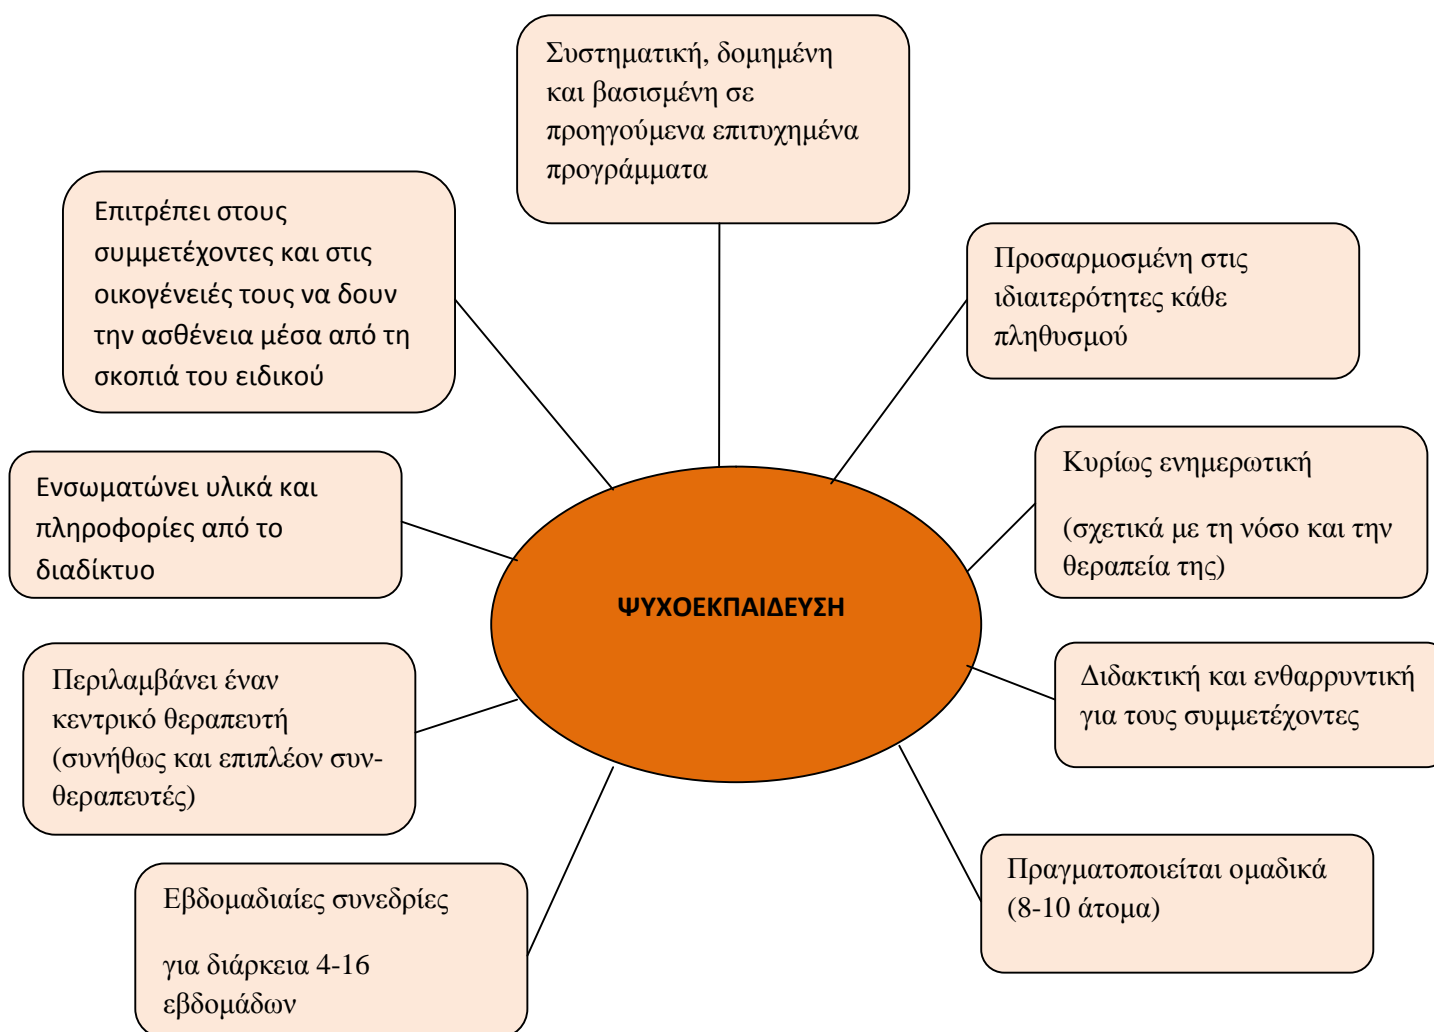 Συστηματική, δομημένη
και βασισμένη σε
προηγούμενα επιτυχημένα
προγράμματα
Επιτρέπει στους
συμμετέχοντες και στις
οικογένειές τους να δουν
την ασθένεια μέσα από τη
σκοπιά του ειδικού
Προσαρμοσμένη στις
ιδιαιτερότητες κάθε
πληθυσμού
Ενσωματώνει υλικά και
πληροφορίες από το
διαδίκτυο
Κυρίως ενημερωτική
(σχετικά με τη νόσο και την
θεραπεία της)
ΨΥΧΟΕΚΠΑΙΔΕΥΣΗ
Περιλαμβάνει έναν
κεντρικό θεραπευτή
(συνήθως και επιπλέον συν-
θεραπευτές)
Διδακτική και ενθαρρυντική
για τους συμμετέχοντες
Εβδομαδιαίες συνεδρίες
για διάρκεια 4-16
εβδομάδων
Πραγματοποιείται ομαδικά
(8-10 άτομα)